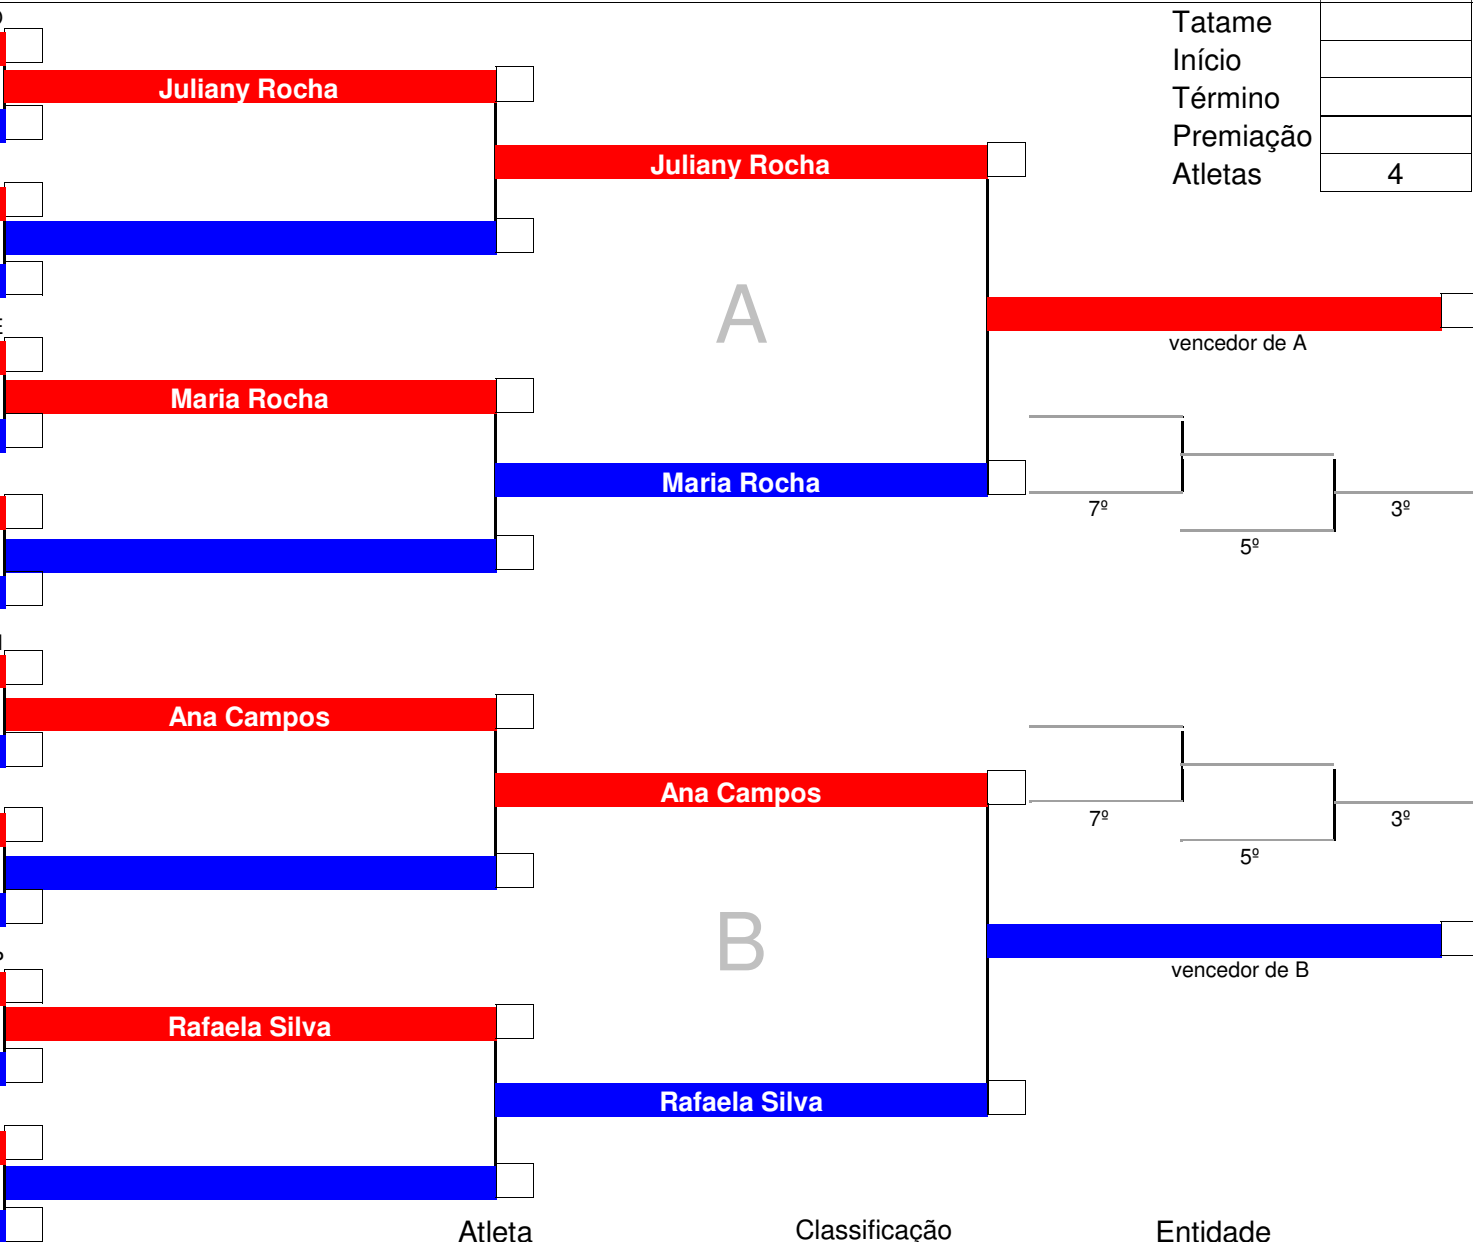 Tatame
Início
Término
Premiação
Atletas 4
Juliany Rocha
Juliany Rocha
A
vencedor de A
Maria Rocha
Maria Rocha
7º
3º
5º
Ana Campos
Ana Campos
7º
3º
5º
B
vencedor de B
Rafaela Silva
Rafaela Silva
Atleta Classificação Entidade